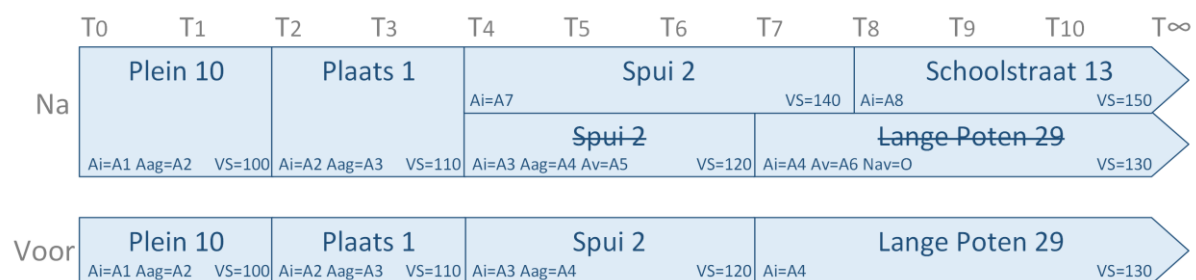 T0 T1 T2 T3 T4 T5 T6 T7 T8 T9 T10 T∞
Plein 10 Plaats 1 Spui 2 Schoolstraat 13
Ai=A7 VS=140 Ai=A8 VS=150
Na
Spui 2 Lange Poten 29
Ai=A1 Aag=A2 VS=100 Ai=A2 Aag=A3 VS=110 Ai=A3 Aag=A4 Av=A5 VS=120 Ai=A4 Av=A6 Nav=O VS=130
Plein 10 Plaats 1 Spui 2 Lange Poten 29
Voor
Ai=A1 Aag=A2 VS=100 Ai=A2 Aag=A3 VS=110 Ai=A3 Aag=A4 VS=120 Ai=A4 VS=130